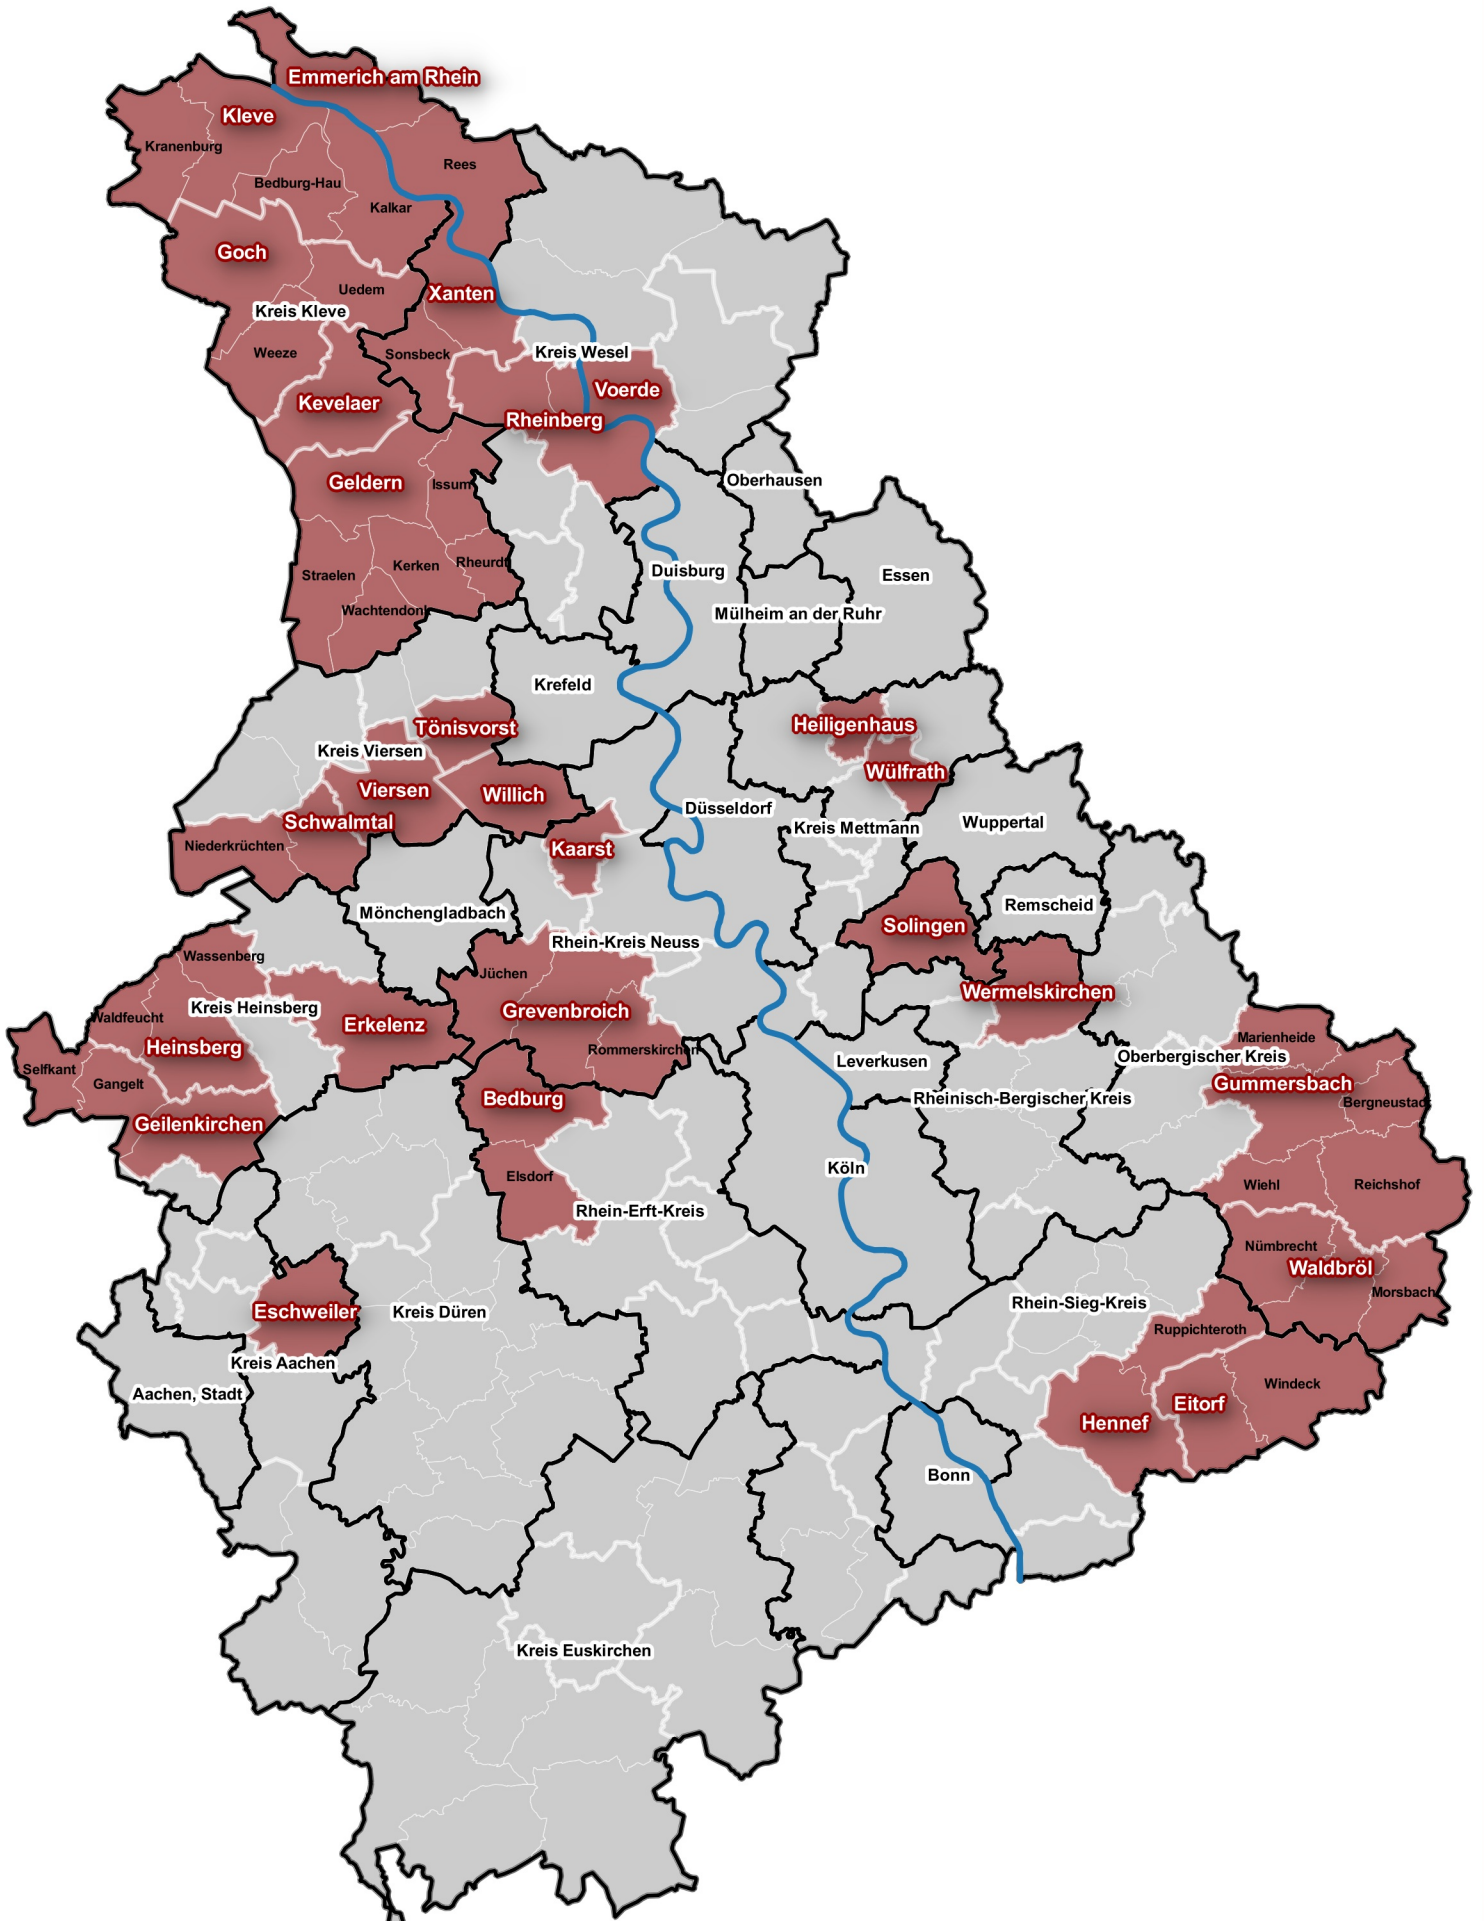 Emmerich am Rhein
Kleve
Kranenburg
Rees
Bedburg-Hau
Kalkar
Goch
Uedem
Xanten
Kreis Kleve
Weeze
Sonsbeck
Kreis Wesel
Voerde
Kevelaer
Rheinberg
Geldern
Issum
Oberhausen
Straelen
Kerken
Rheurdt
Duisburg
Essen
Wachtendonk
Mülheim an der Ruhr
Krefeld
Tönisvorst
Heiligenhaus
Kreis Viersen
Wülfrath
Viersen
Willich
Düsseldorf
Schwalmtal
Kreis Mettmann
Wuppertal
Niederkrüchten
Kaarst
Mönchengladbach
Remscheid
Solingen
Rhein-Kreis Neuss
Wassenberg
Jüchen
Wermelskirchen
Kreis Heinsberg
Waldfeucht
Grevenbroich
Erkelenz
Marienheide
Heinsberg
Rommerskirchen
Leverkusen
Oberbergischer Kreis
Selfkant
Gangelt
Gummersbach
Bedburg
Rheinisch-Bergischer Kreis
Bergneustadt
Geilenkirchen
Köln
Elsdorf
Wiehl
Reichshof
Rhein-Erft-Kreis
Nümbrecht
Waldbröl
Morsbach
Eschweiler
Kreis Düren
Rhein-Sieg-Kreis
Ruppichteroth
Kreis Aachen
Windeck
Aachen, Stadt
Eitorf
Hennef
Bonn
Kreis Euskirchen